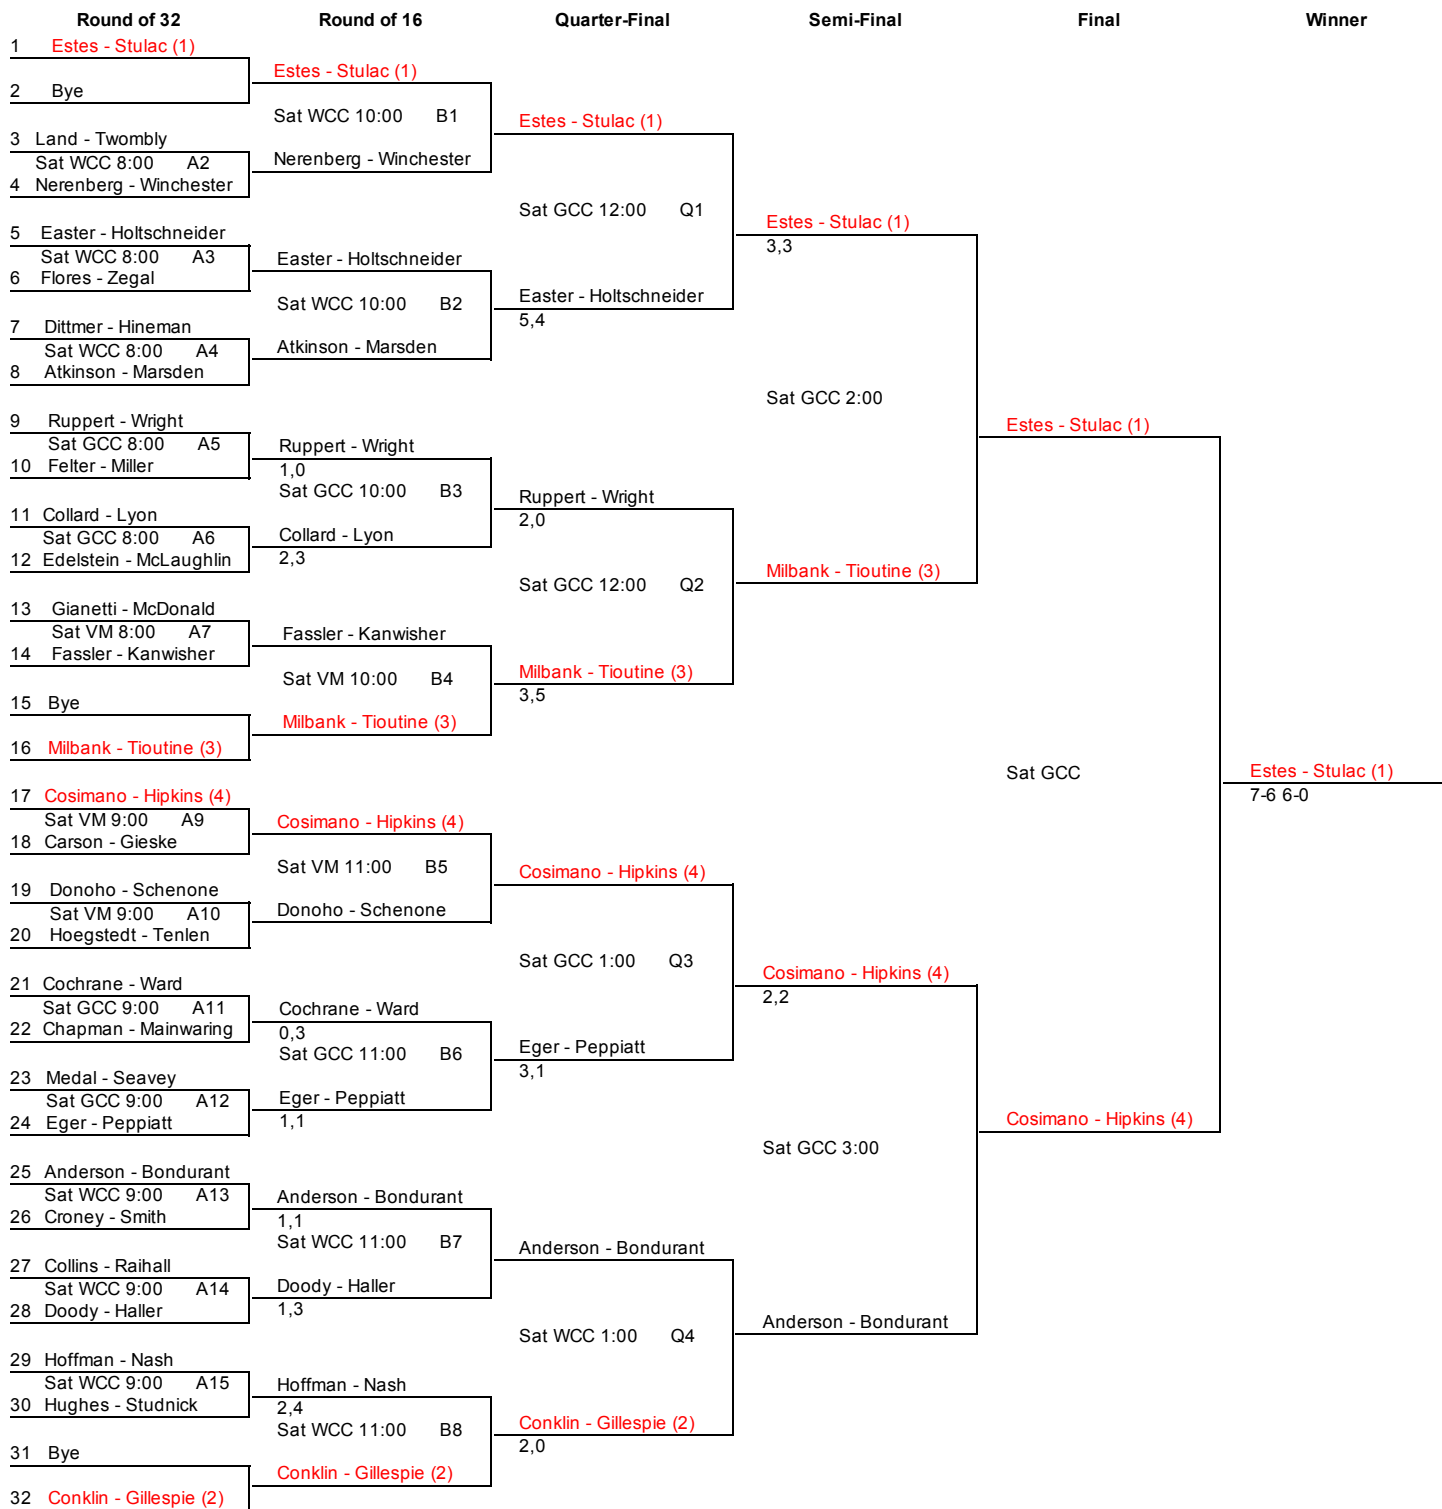 Round of 32 Round of 16 Quarter-Final Semi-Final Final Winner
1 Estes - Stulac (1)
2 Bye
3 Land - Twombly
Sat WCC 8:00 A2
4 Nerenberg - Winchester
5 Easter - Holtschneider
Sat WCC 8:00 A3
6 Flores - Zegal
7 Dittmer - Hineman
Sat WCC 8:00 A4
8 Atkinson - Marsden
9 Ruppert - Wright
Sat GCC 8:00 A5
10 Felter - Miller
11 Collard - Lyon
Sat GCC 8:00 A6
12 Edelstein - McLaughlin
13 Gianetti - McDonald
Sat VM 8:00 A7
14 Fassler - Kanwisher
15 Bye
16 Milbank - Tioutine (3)
17 Cosimano - Hipkins (4)
Sat VM 9:00 A9
18 Carson - Gieske
19 Donoho - Schenone
Sat VM 9:00 A10
20 Hoegstedt - Tenlen
21 Cochrane - Ward
Sat GCC 9:00 A11
22 Chapman - Mainwaring
23 Medal - Seavey
Sat GCC 9:00 A12
24 Eger - Peppiatt
25 Anderson - Bondurant
Sat WCC 9:00 A13
26 Croney - Smith
27 Collins - Raihall
Sat WCC 9:00 A14
28 Doody - Haller
29 Hoffman - Nash
Sat WCC 9:00 A15
30 Hughes - Studnick
31 Bye
32 Conklin - Gillespie (2)
Estes - Stulac (1)
Sat WCC 10:00 B1
Nerenberg - Winchester
Easter - Holtschneider
Sat WCC 10:00 B2
Atkinson - Marsden
Ruppert - Wright
1,0
Sat GCC 10:00 B3
Collard - Lyon
2,3
Fassler - Kanwisher
Sat VM 10:00 B4
Milbank - Tioutine (3)
Cosimano - Hipkins (4)
Sat VM 11:00 B5
Donoho - Schenone
Cochrane - Ward
0,3
Sat GCC 11:00 B6
Eger - Peppiatt
1,1
Anderson - Bondurant
1,1
Sat WCC 11:00 B7
Doody - Haller
1,3
Hoffman - Nash
2,4
Sat WCC 11:00 B8
Conklin - Gillespie (2)
Estes - Stulac (1)
Sat GCC 12:00 Q1
Easter - Holtschneider
5,4
Ruppert - Wright
2,0
Sat GCC 12:00 Q2
Milbank - Tioutine (3)
3,5
Cosimano - Hipkins (4)
Sat GCC 1:00 Q3
Eger - Peppiatt
3,1
Anderson - Bondurant
Sat WCC 1:00 Q4
Conklin - Gillespie (2)
2,0
Estes - Stulac (1)
3,3
Sat GCC 2:00
Milbank - Tioutine (3)
Cosimano - Hipkins (4)
2,2
Sat GCC 3:00
Anderson - Bondurant
Estes - Stulac (1)
Sat GCC
Cosimano - Hipkins (4)
Estes - Stulac (1)
7-6 6-0